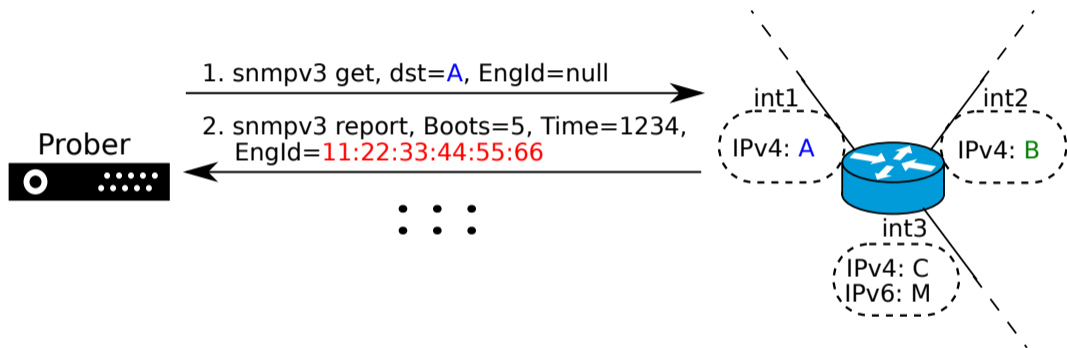 1. snmpv3 get, dst=A, EngId=null
2. snmpv3 report, Boots=5, Time=1234,
EngId=11:22:33:44:55:66
Prober
int1
IPv4: A
int2
IPv4: B
int3
IPv4: C
IPv6: M